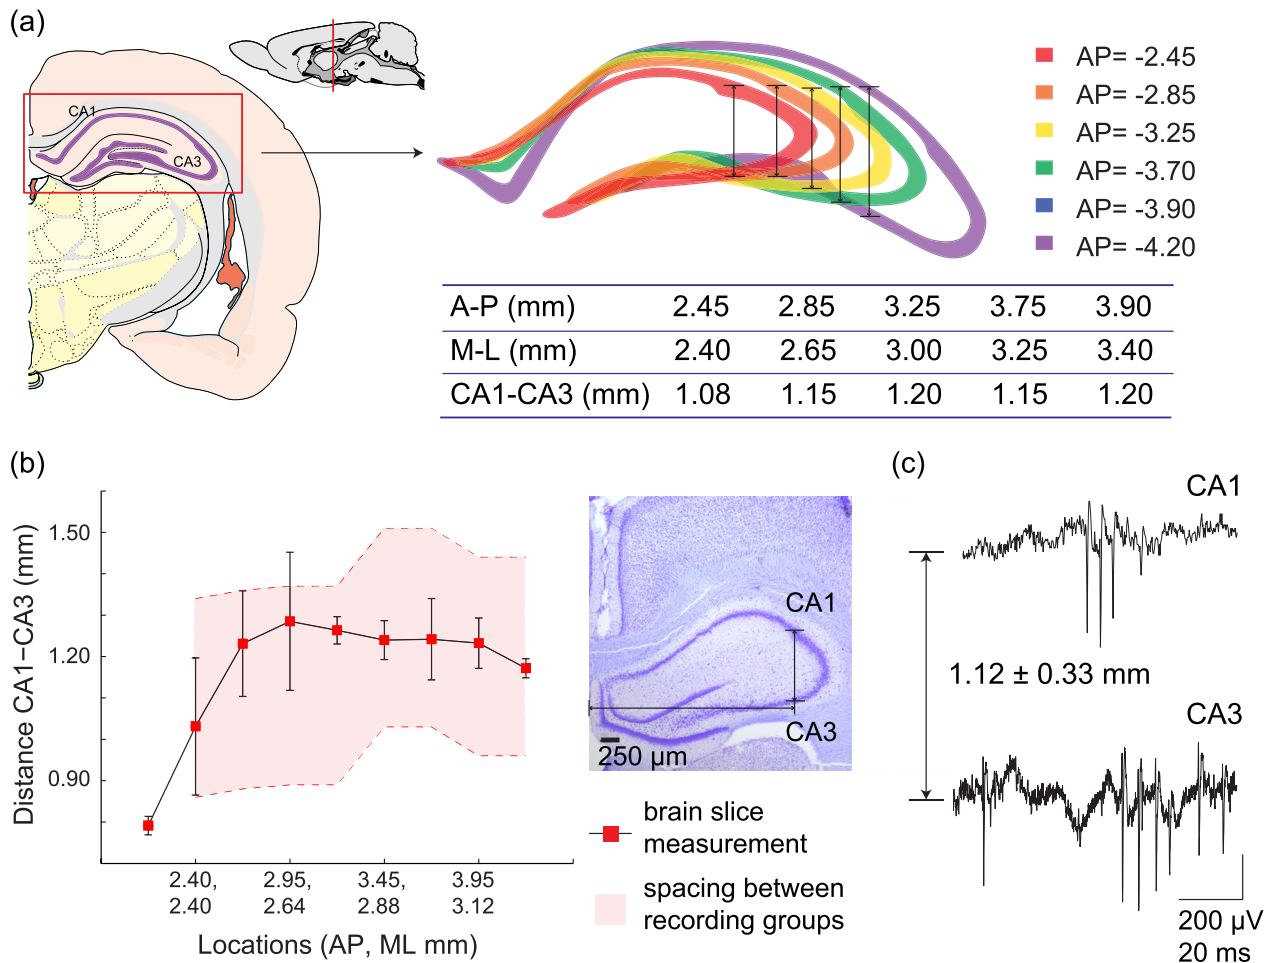 (a)
CA1
CA3
AP= -2.45
AP= -2.85
AP= -3.25
AP= -3.70
AP= -3.90
AP= -4.20
A-P (mm) 2.45 2.85 3.25 3.75 3.90
M-L (mm) 2.40 2.65 3.00 3.25 3.40
CA1-CA3 (mm) 1.08 1.15 1.20 1.15 1.20
(b)
Distance CA1–CA3 (mm)
1.50
1.20
0.90
2.40, 2.95, 3.45, 3.95
2.40 2.64 2.88 3.12
Locations (AP, ML mm)
CA1
CA3
250 µm
brain slice
measurement
spacing between
recording groups
(c)
CA1
1.12 ± 0.33 mm
CA3
200 µV
20 ms